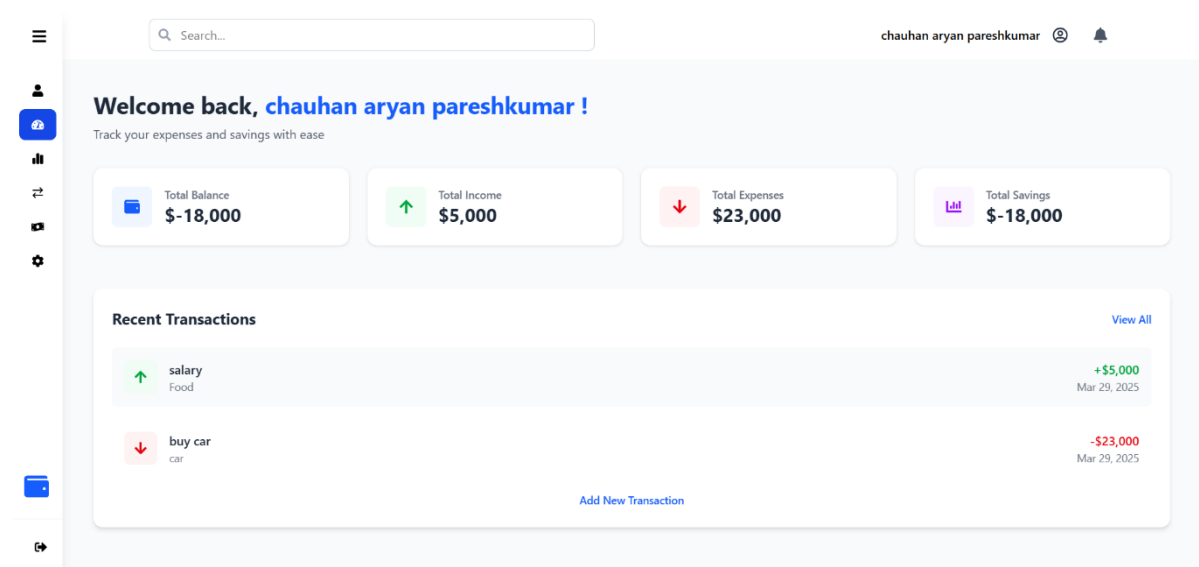 Search...
chauhan aryan pareshkumar
Welcome back, chauhan aryan pareshkumar !
Track your expenses and savings with ease
Total Balance
$-18,000
Total Income
$5,000
Total Expenses
$23,000
Total Savings
$-18,000
Recent Transactions
View All
salary
+$5,000
Food
Mar 29, 2025
buy car
-$23,000
car
Mar 29, 2025
Add New Transaction